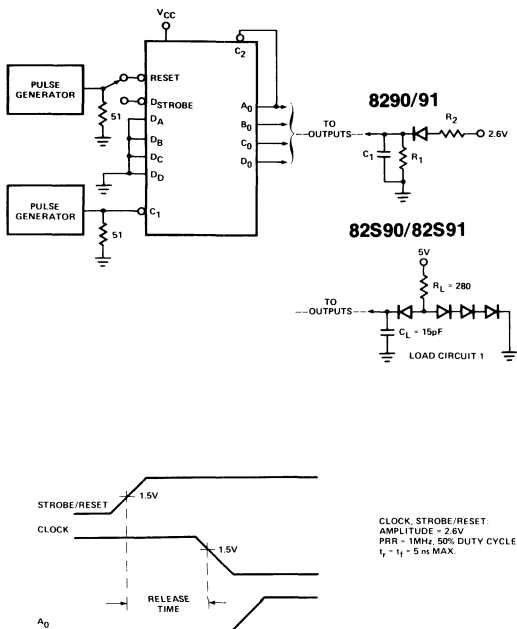 VCC
C2
PULSE
GENERATOR
RESET
DSTROBE
51
DA
DB
DC
DD
A0
B0
C0
D0
PULSE
GENERATOR
C1
51
8290/91
TO
--OUTPUTS--
R2
2.6V
C1
R1
82S90/82S91
5V
RL = 280
TO
--OUTPUTS--
CL = 15pF
LOAD CIRCUIT 1
STROBE/RESET
1.5V
CLOCK
1.5V
CLOCK, STROBE/RESET:
AMPLITUDE = 2.6V
PRR = 1MHz, 50% DUTY CYCLE
tr = tf = 5 ns MAX.
RELEASE
TIME
A0